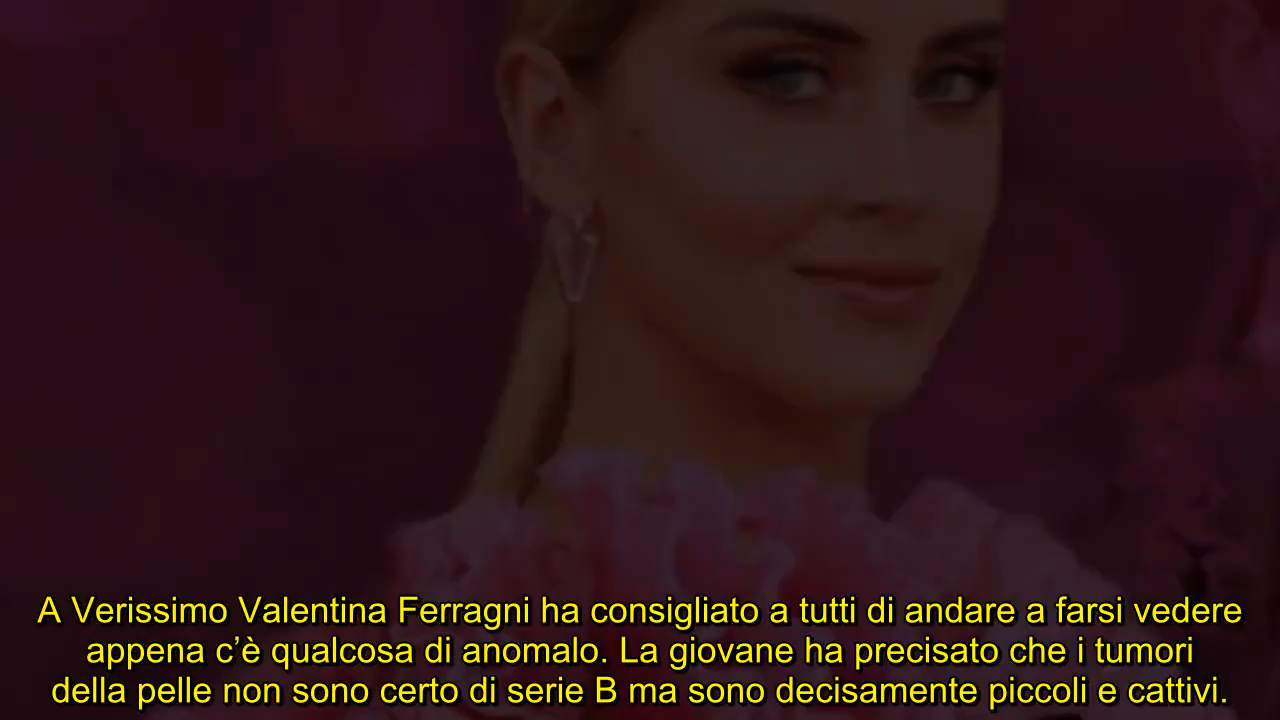 A Verissimo Valentina Ferragni ha consigliato a tutti di andare a farsi vedere
appena c’è qualcosa di anomalo. La giovane ha precisato che i tumori
della pelle non sono certo di serie B ma sono decisamente piccoli e cattivi.